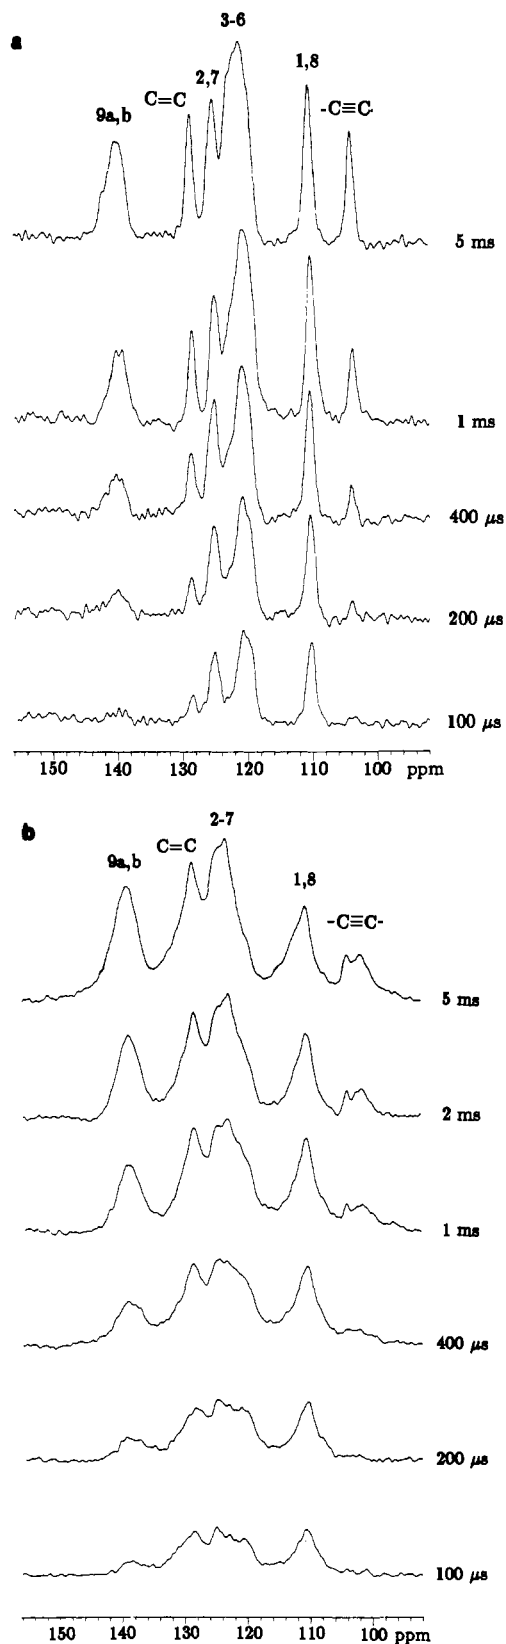 a
3-6
C=C 2,7 1,8 -C≡C-
9a,b
5 ms
1 ms
400 μs
200 μs
100 μs
150 140 130 120 110 100 ppm
b
2-7
C=C
9a,b 1,8
-C≡C-
5 ms
2 ms
1 ms
400 μs
200 μs
100 μs
150 140 130 120 110 100 ppm